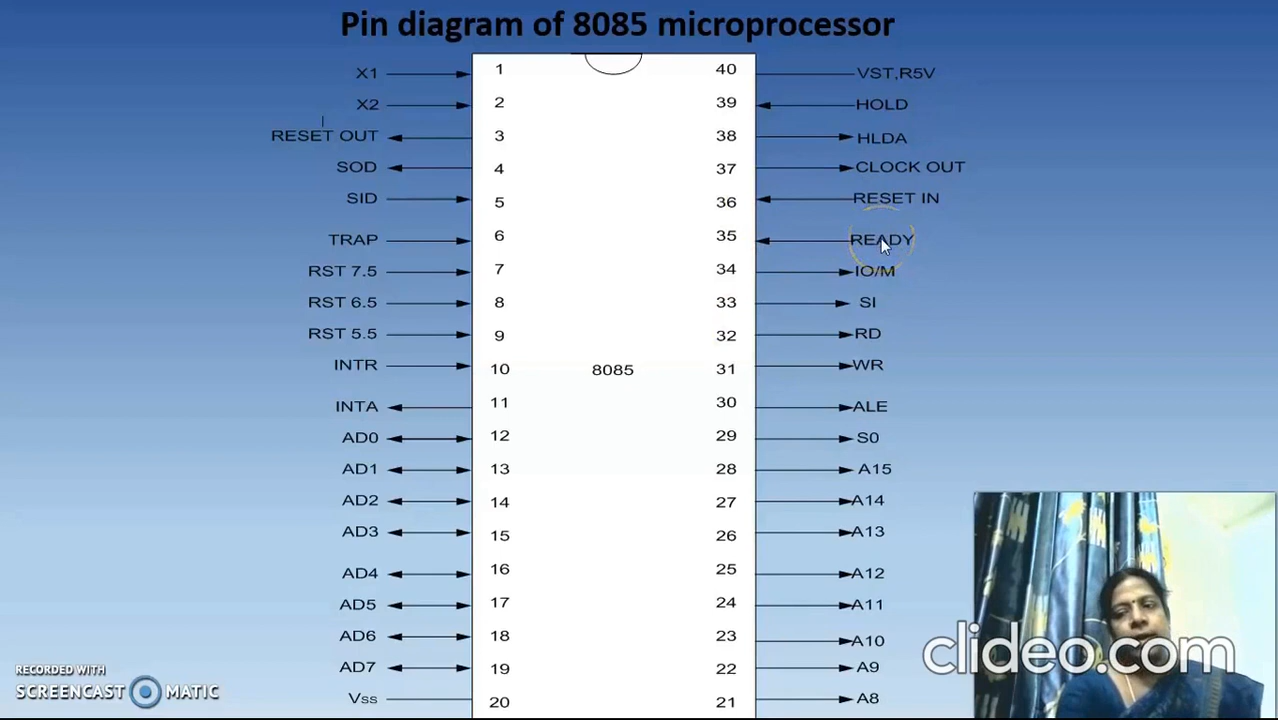 Pin diagram of 8085 microprocessor
X1 1 40 VST,R5V
X2 2 39 HOLD
RESET OUT 3 38 HLDA
SOD 4 37 CLOCK OUT
SID 5 36 RESET IN
TRAP 6 35 READY
RST 7.5 7 34 IO/M
RST 6.5 8 33 SI
RST 5.5 9 32 RD
INTR 10 8085 31 WR
INTA 11 30 ALE
AD0 12 29 S0
AD1 13 28 A15
AD2 14 27 A14
AD3 15 26 A13
AD4 16 25 A12
AD5 17 24 A11
AD6 18 23 A10
AD7 19 22 A9
Vss 20 21 A8
RECORDED WITH
SCREENCAST MATIC
clideo.com